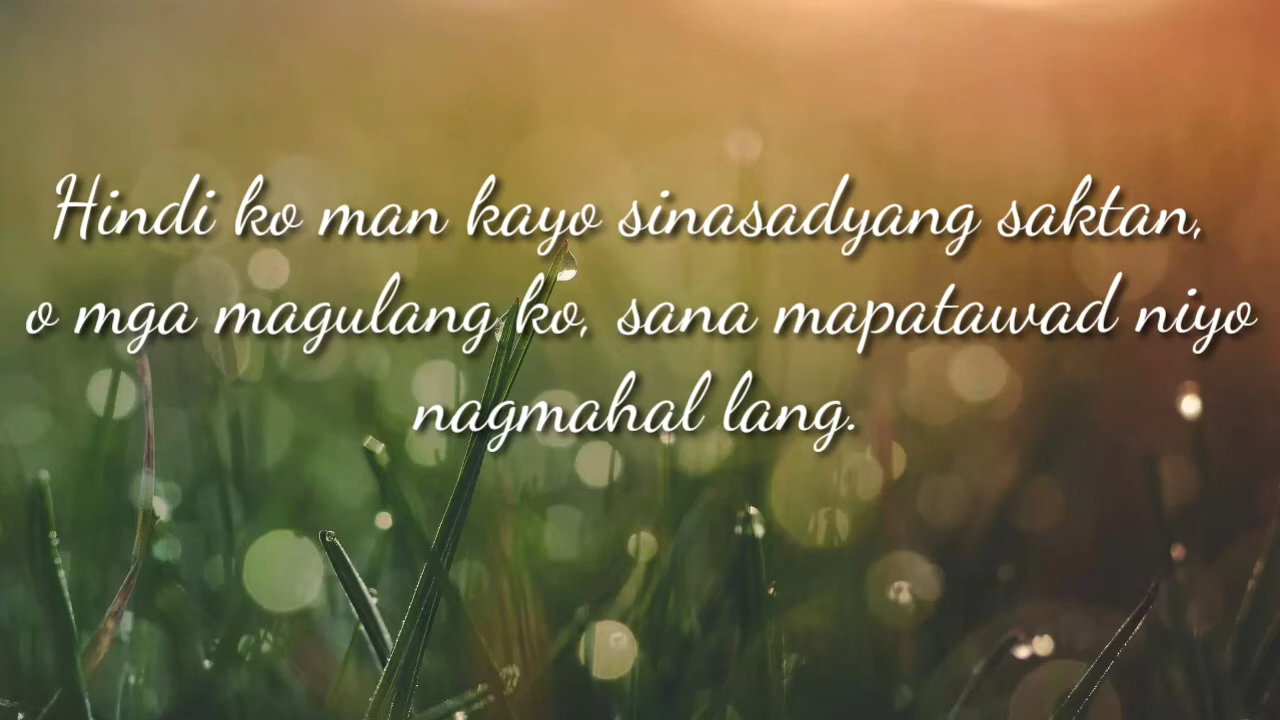 Hindi ko man kayo sinasadyang saktan,
o mga magulang ko, sana mapatawad niyo
nagmahal lang.